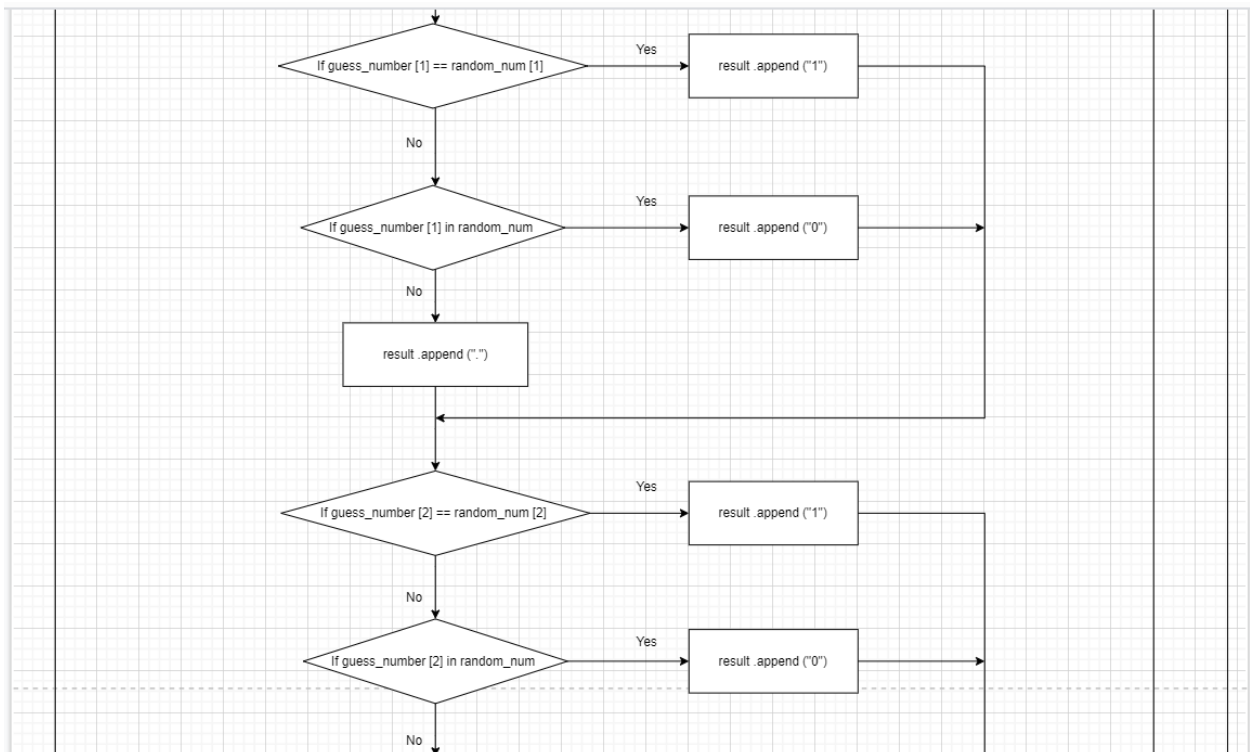 If guess_number [1] == random_num [1]
Yes
result .append ("1")
No
If guess_number [1] in random_num
Yes
result .append ("0")
No
result .append (".")
If guess_number [2] == random_num [2]
Yes
result .append ("1")
No
If guess_number [2] in random_num
Yes
result .append ("0")
No